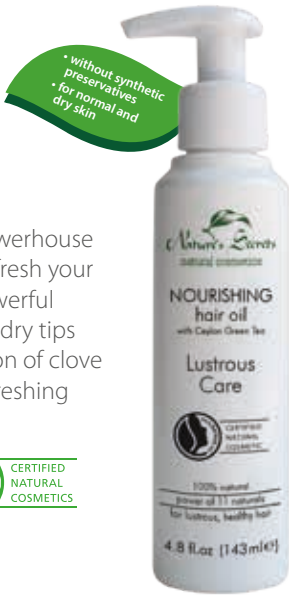 • without synthetic
preservatives
• for normal and
dry skin
werhouse
fresh your
werful
dry tips
on of clove
reshing
CERTIFIED
NATURAL
COSMETICS
Nature's Secrets
natural cosmetics
NOURISHING
hair oil
with Ceylon Green Tea
Lustrous
Care
CERTIFIED
NATURAL
COSMETIC
100% natural
power of 11 naturals
for lustrous, healthy hair
4.8 fl.oz (143ml e)